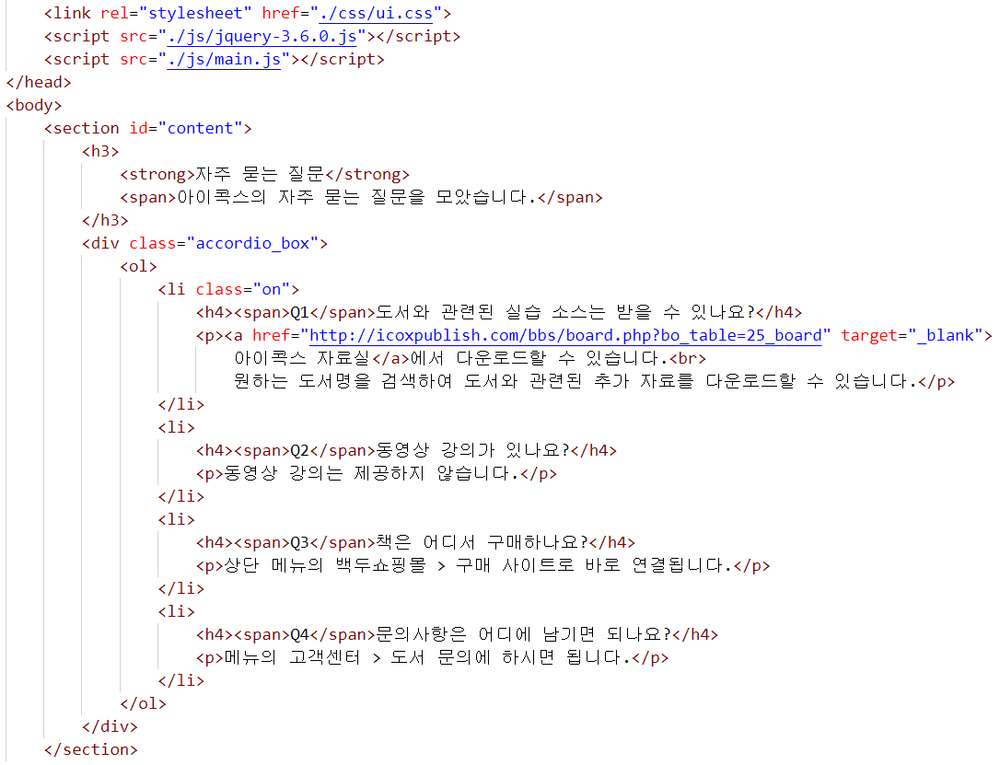 <link rel="stylesheet" href="./css/ui.css">
<script src="./js/jquery-3.6.0.js"></script>
<script src="./js/main.js"></script>
</head>
<body>
<section id="content">
<h3>
<strong>자주 묻는 질문</strong>
<span>아이콕스의 자주 묻는 질문을 모았습니다.</span>
</h3>
<div class="accordio_box">
<ol>
<li class="on">
<h4><span>Q1</span>도서와 관련된 실습 소스는 받을 수 있나요?</h4>
<p><a href="http://icoxpublish.com/bbs/board.php?bo_table=25_board" target="_blank">
아이콕스 자료실</a>에서 다운로드할 수 있습니다.<br>
원하는 도서명을 검색하여 도서와 관련된 추가 자료를 다운로드할 수 있습니다.</p>
</li>
<li>
<h4><span>Q2</span>동영상 강의가 있나요?</h4>
<p>동영상 강의는 제공하지 않습니다.</p>
</li>
<li>
<h4><span>Q3</span>책은 어디서 구매하나요?</h4>
<p>상단 메뉴의 백두쇼핑몰 > 구매 사이트로 바로 연결됩니다.</p>
</li>
<li>
<h4><span>Q4</span>문의사항은 어디에 남기면 되나요?</h4>
<p>메뉴의 고객센터 > 도서 문의에 하시면 됩니다.</p>
</li>
</ol>
</div>
</section>